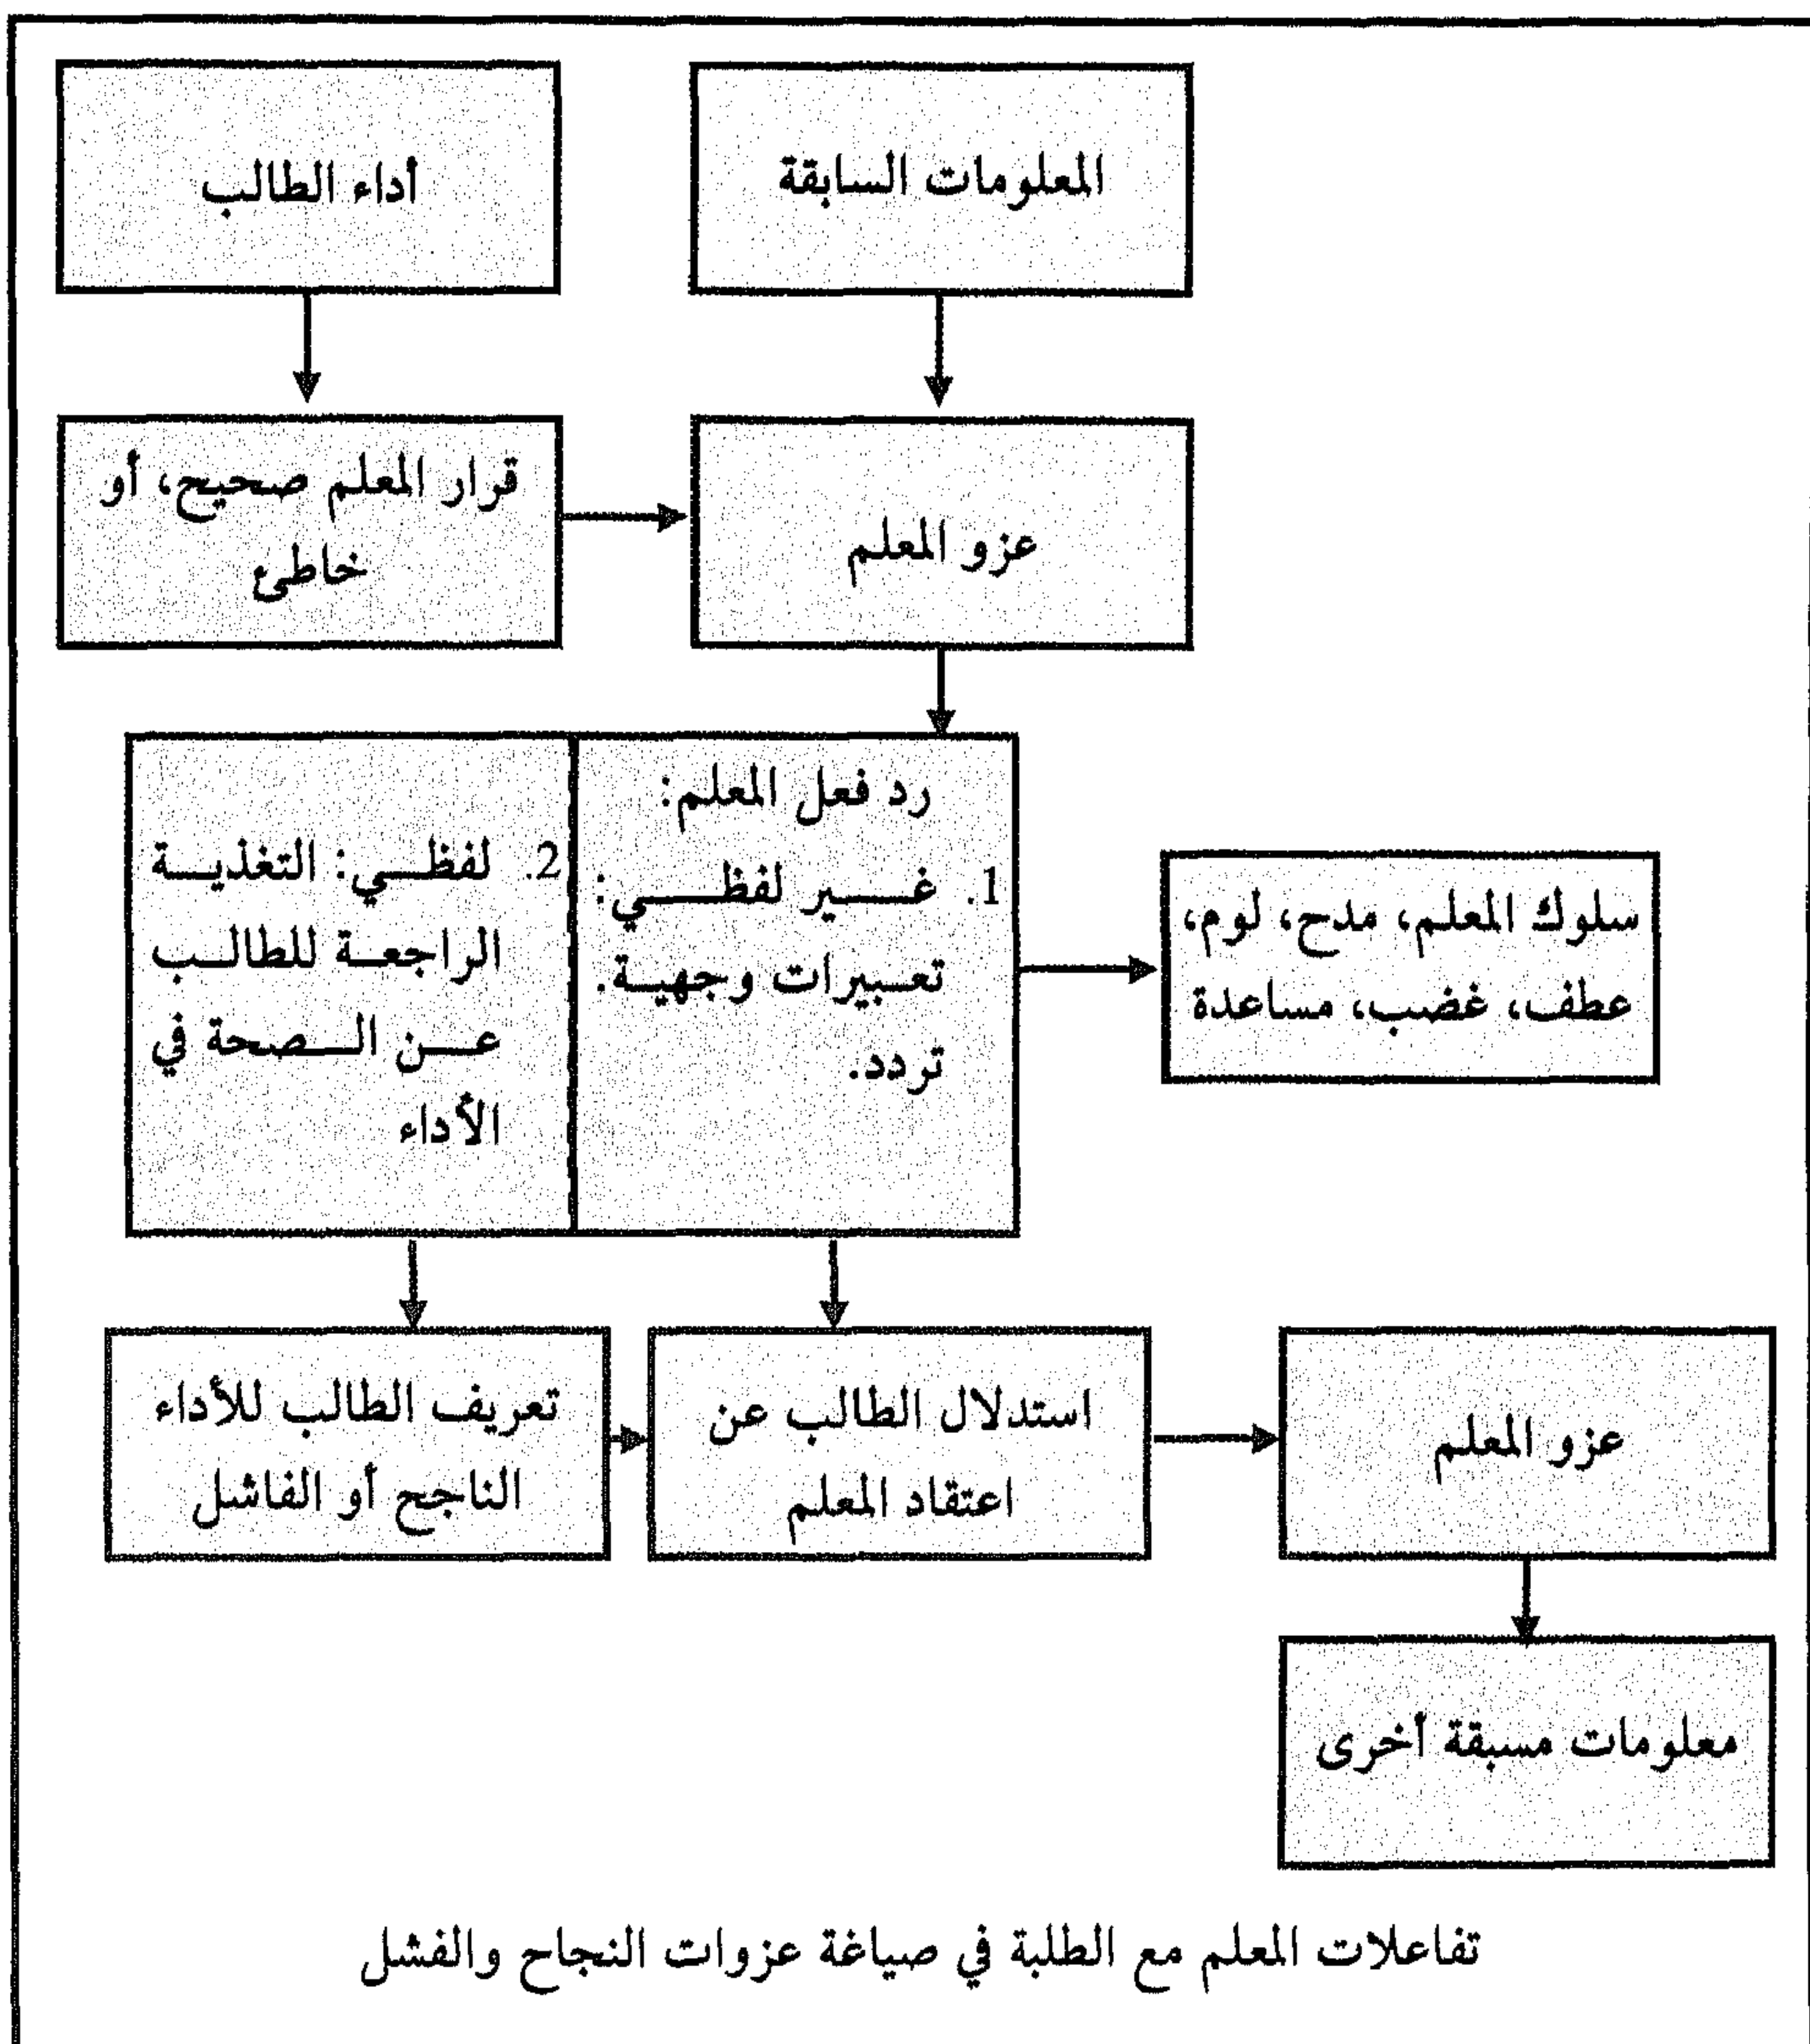 المعلومات السابقة
أداء الطالب
عزو المعلم
قرار المعلم صحيح، أو
خاطئ
رد فعل المعلم:
1. غير لفظي:
تعبيرات وجهية.
تردد.
2. لفظي: التغذية
الراجعة للطالب
عن الصحة في
الأداء
سلوك المعلم، مدح، لوم،
عطف، غضب، مساعدة
تعريف الطالب للأداء
الناجح أو الفاشل
استدلال الطالب عن
اعتقاد المعلم
عزو المعلم
معلومات مسبقة أخرى
تفاعلات المعلم مع الطلبة في صياغة عزوات النجاح والفشل